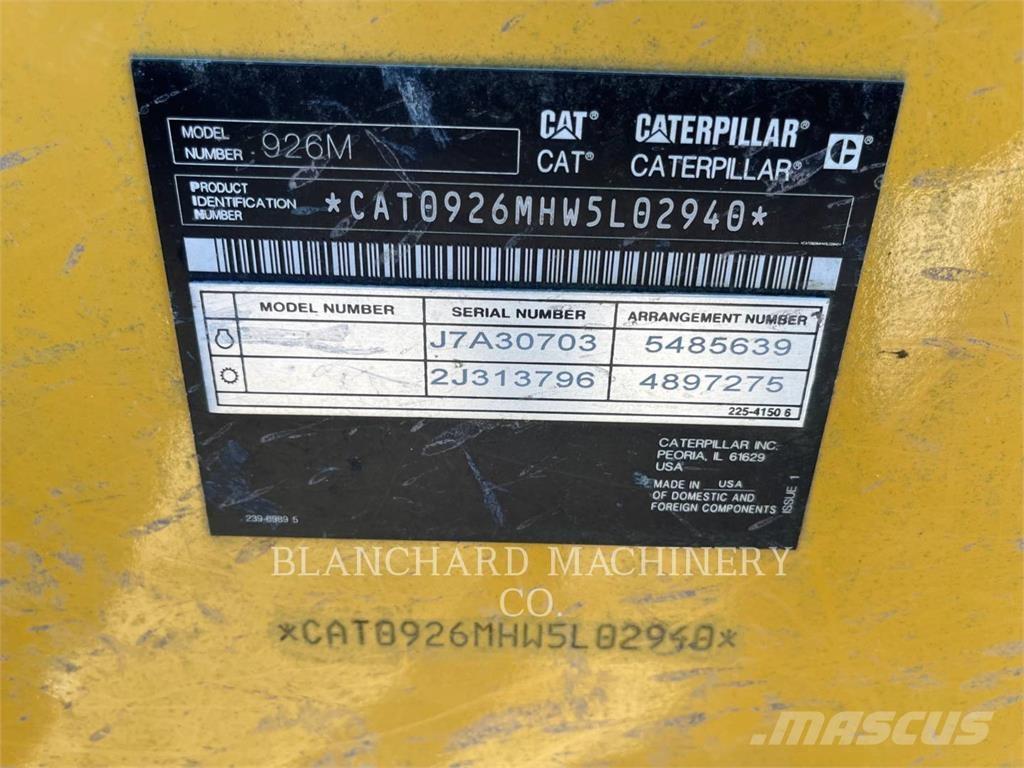 MODEL NUMBER 926M
CAT® CATERPILLAR®
CAT® CATERPILLAR®
PRODUCT IDENTIFICATION NUMBER *CAT0926MHW5L02940*
MODEL NUMBER SERIAL NUMBER ARRANGEMENT NUMBER
J7A30703 5485639
2J313796 4897275
225-4150 6
CATERPILLAR INC.
PEORIA, IL 61629
USA
MADE IN USA
OF DOMESTIC AND
FOREIGN COMPONENTS
ISSUE 1
239-6989 5
BLANCHARD MACHINERY
CO.
*CAT0926MHW5L02940*
MASCUS